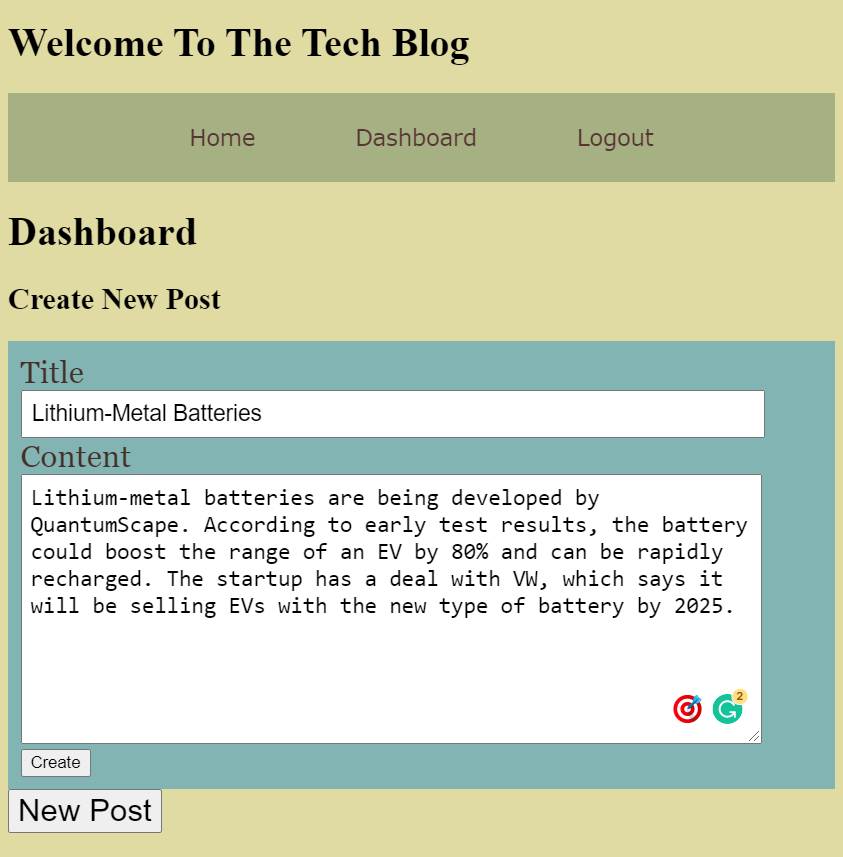 Welcome To The Tech Blog
Home Dashboard Logout
Dashboard
Create New Post
Title
Lithium-Metal Batteries
Content
Lithium-metal batteries are being developed by
QuantumScape. According to early test results, the battery
could boost the range of an EV by 80% and can be rapidly
recharged. The startup has a deal with VW, which says it
will be selling EVs with the new type of battery by 2025.
2
Create
New Post